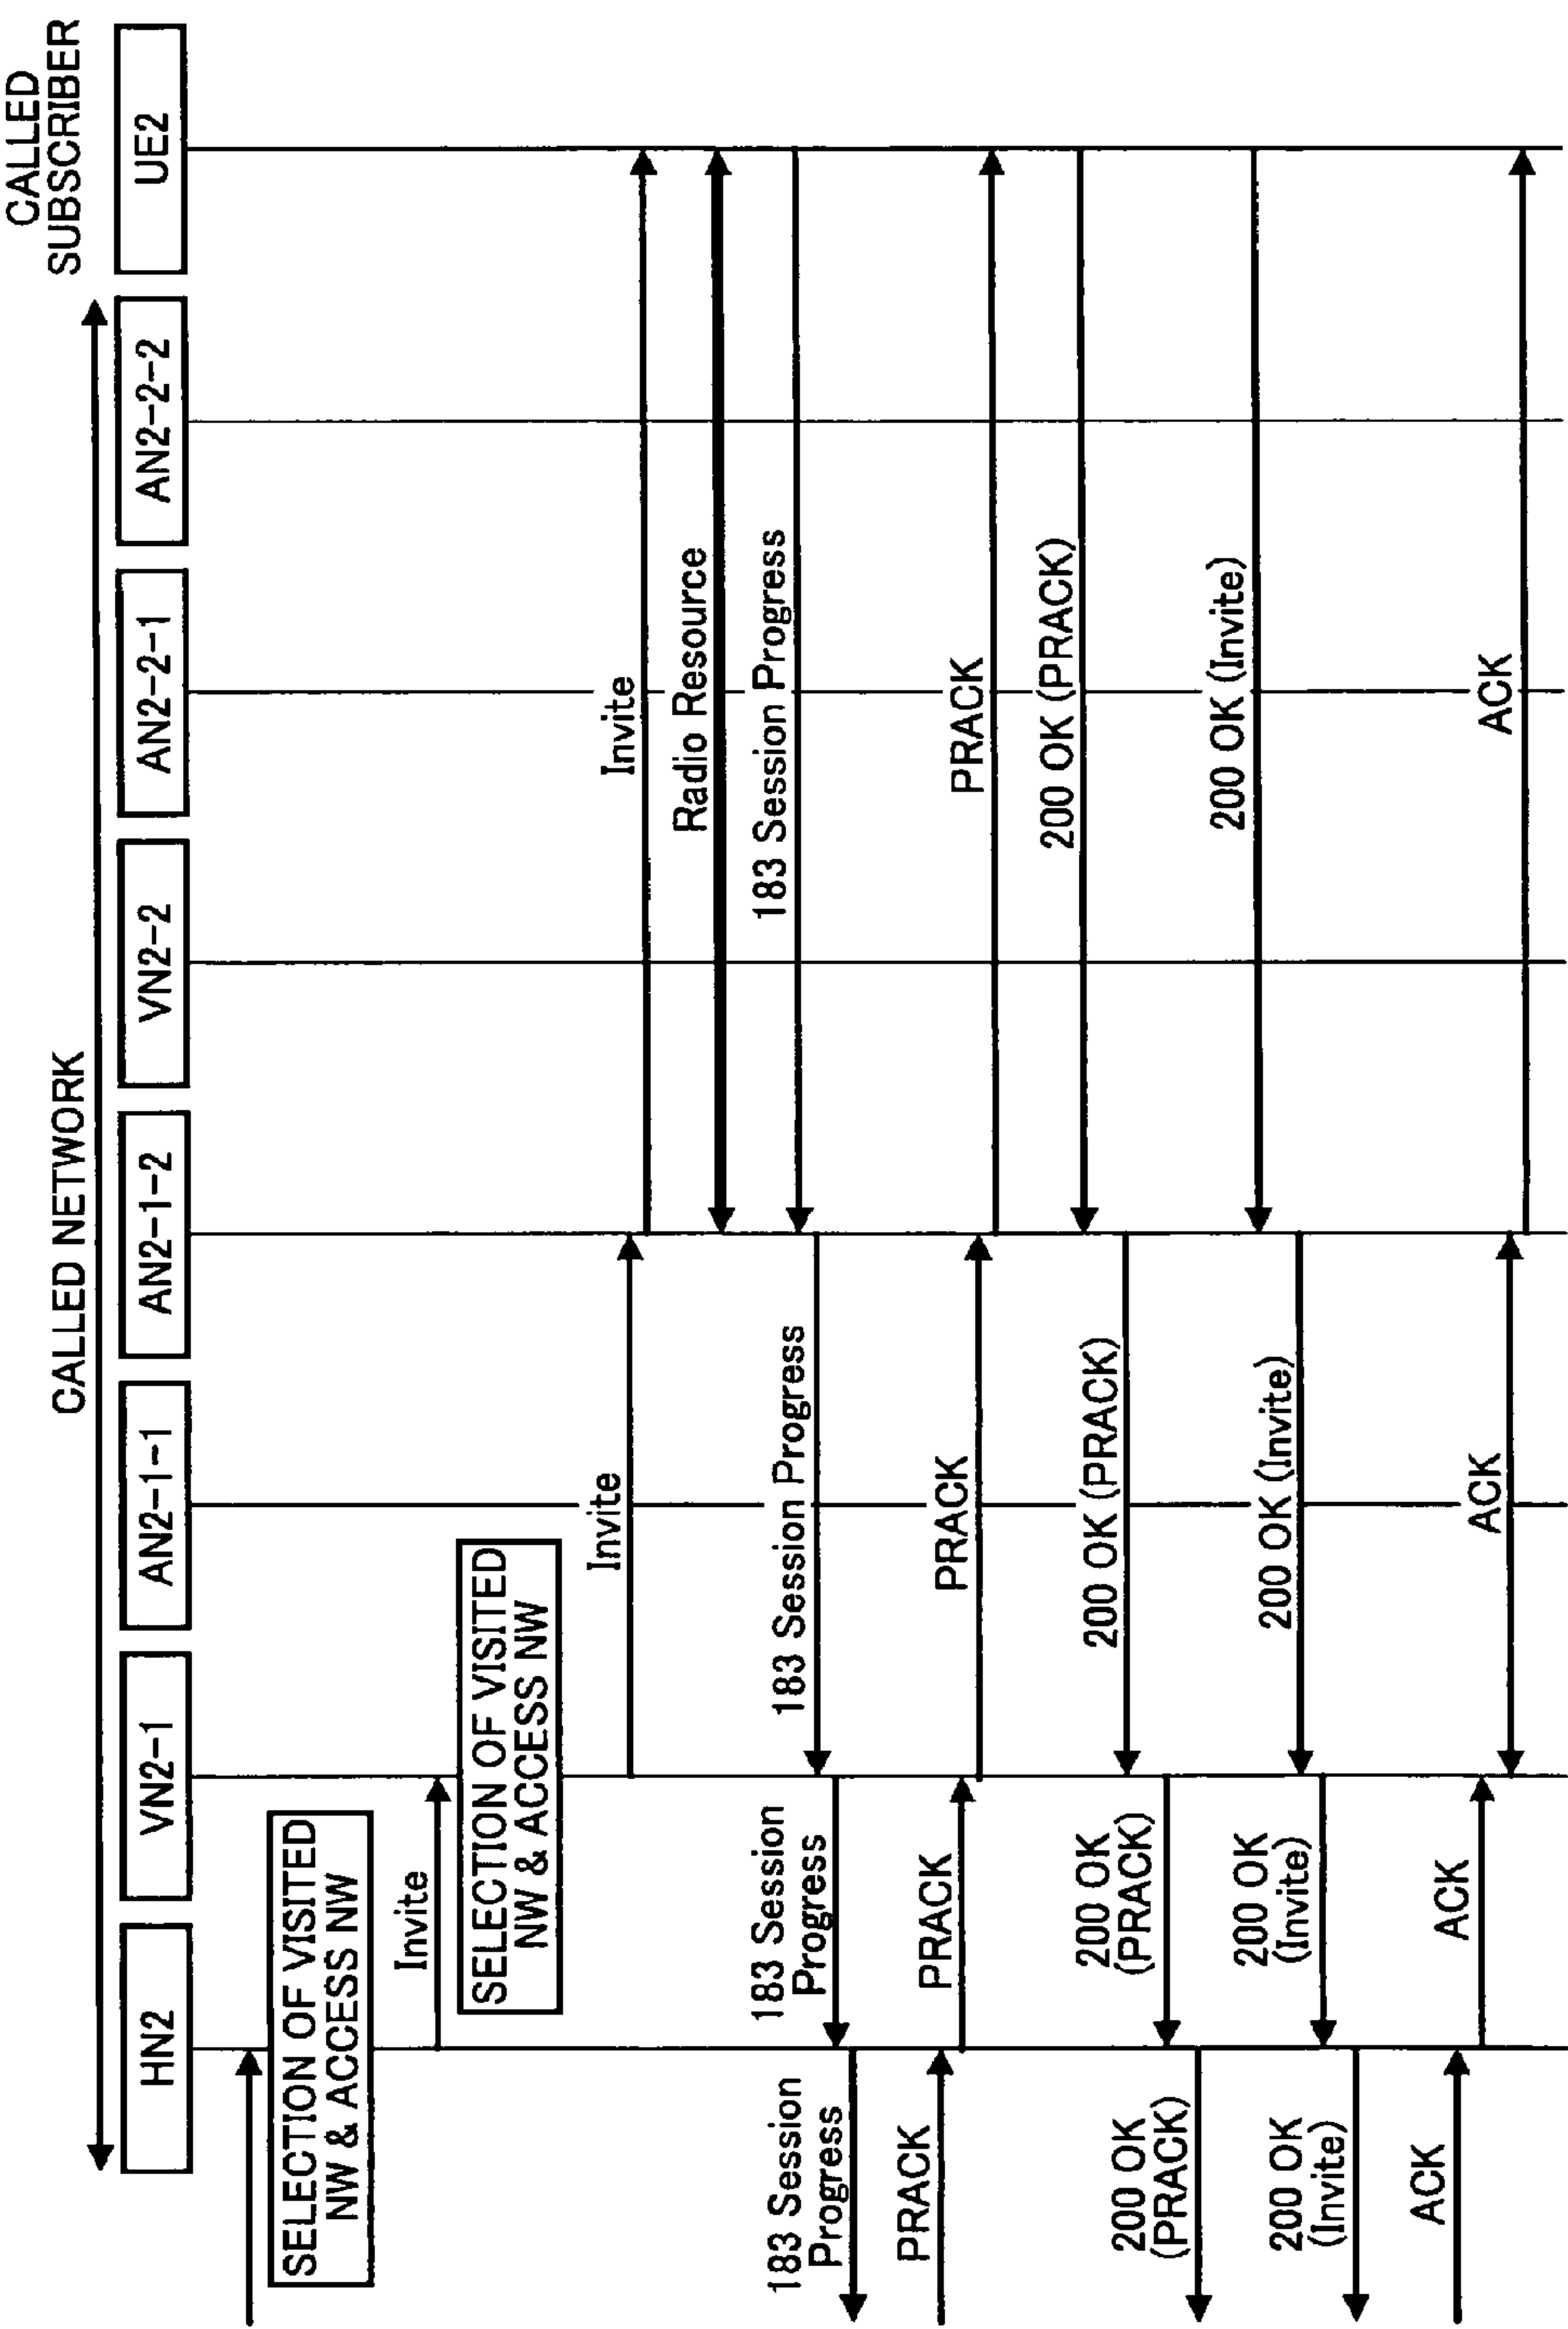 CALLED NETWORK
CALLED
SUBSCRIBER
HN2
VN2-1
AN2-1-1
AN2-1-2
VN2-2
AN2-2-1
AN2-2-2
UE2
SELECTION OF VISITED
NW & ACCESS NW
Invite
SELECTION OF VISITED
NW & ACCESS NW
Invite
Invite
Radio Resource
183 Session Progress
183 Session Progress
183 Session
Progress
183 Session
Progress
PRACK
PRACK
PRACK
PRACK
200 OK (PRACK)
200 OK (PRACK)
200 OK
(PRACK)
200 OK
(PRACK)
200 OK (Invite)
200 OK (Invite)
200 OK
(Invite)
200 OK
(Invite)
ACK
ACK
ACK
ACK